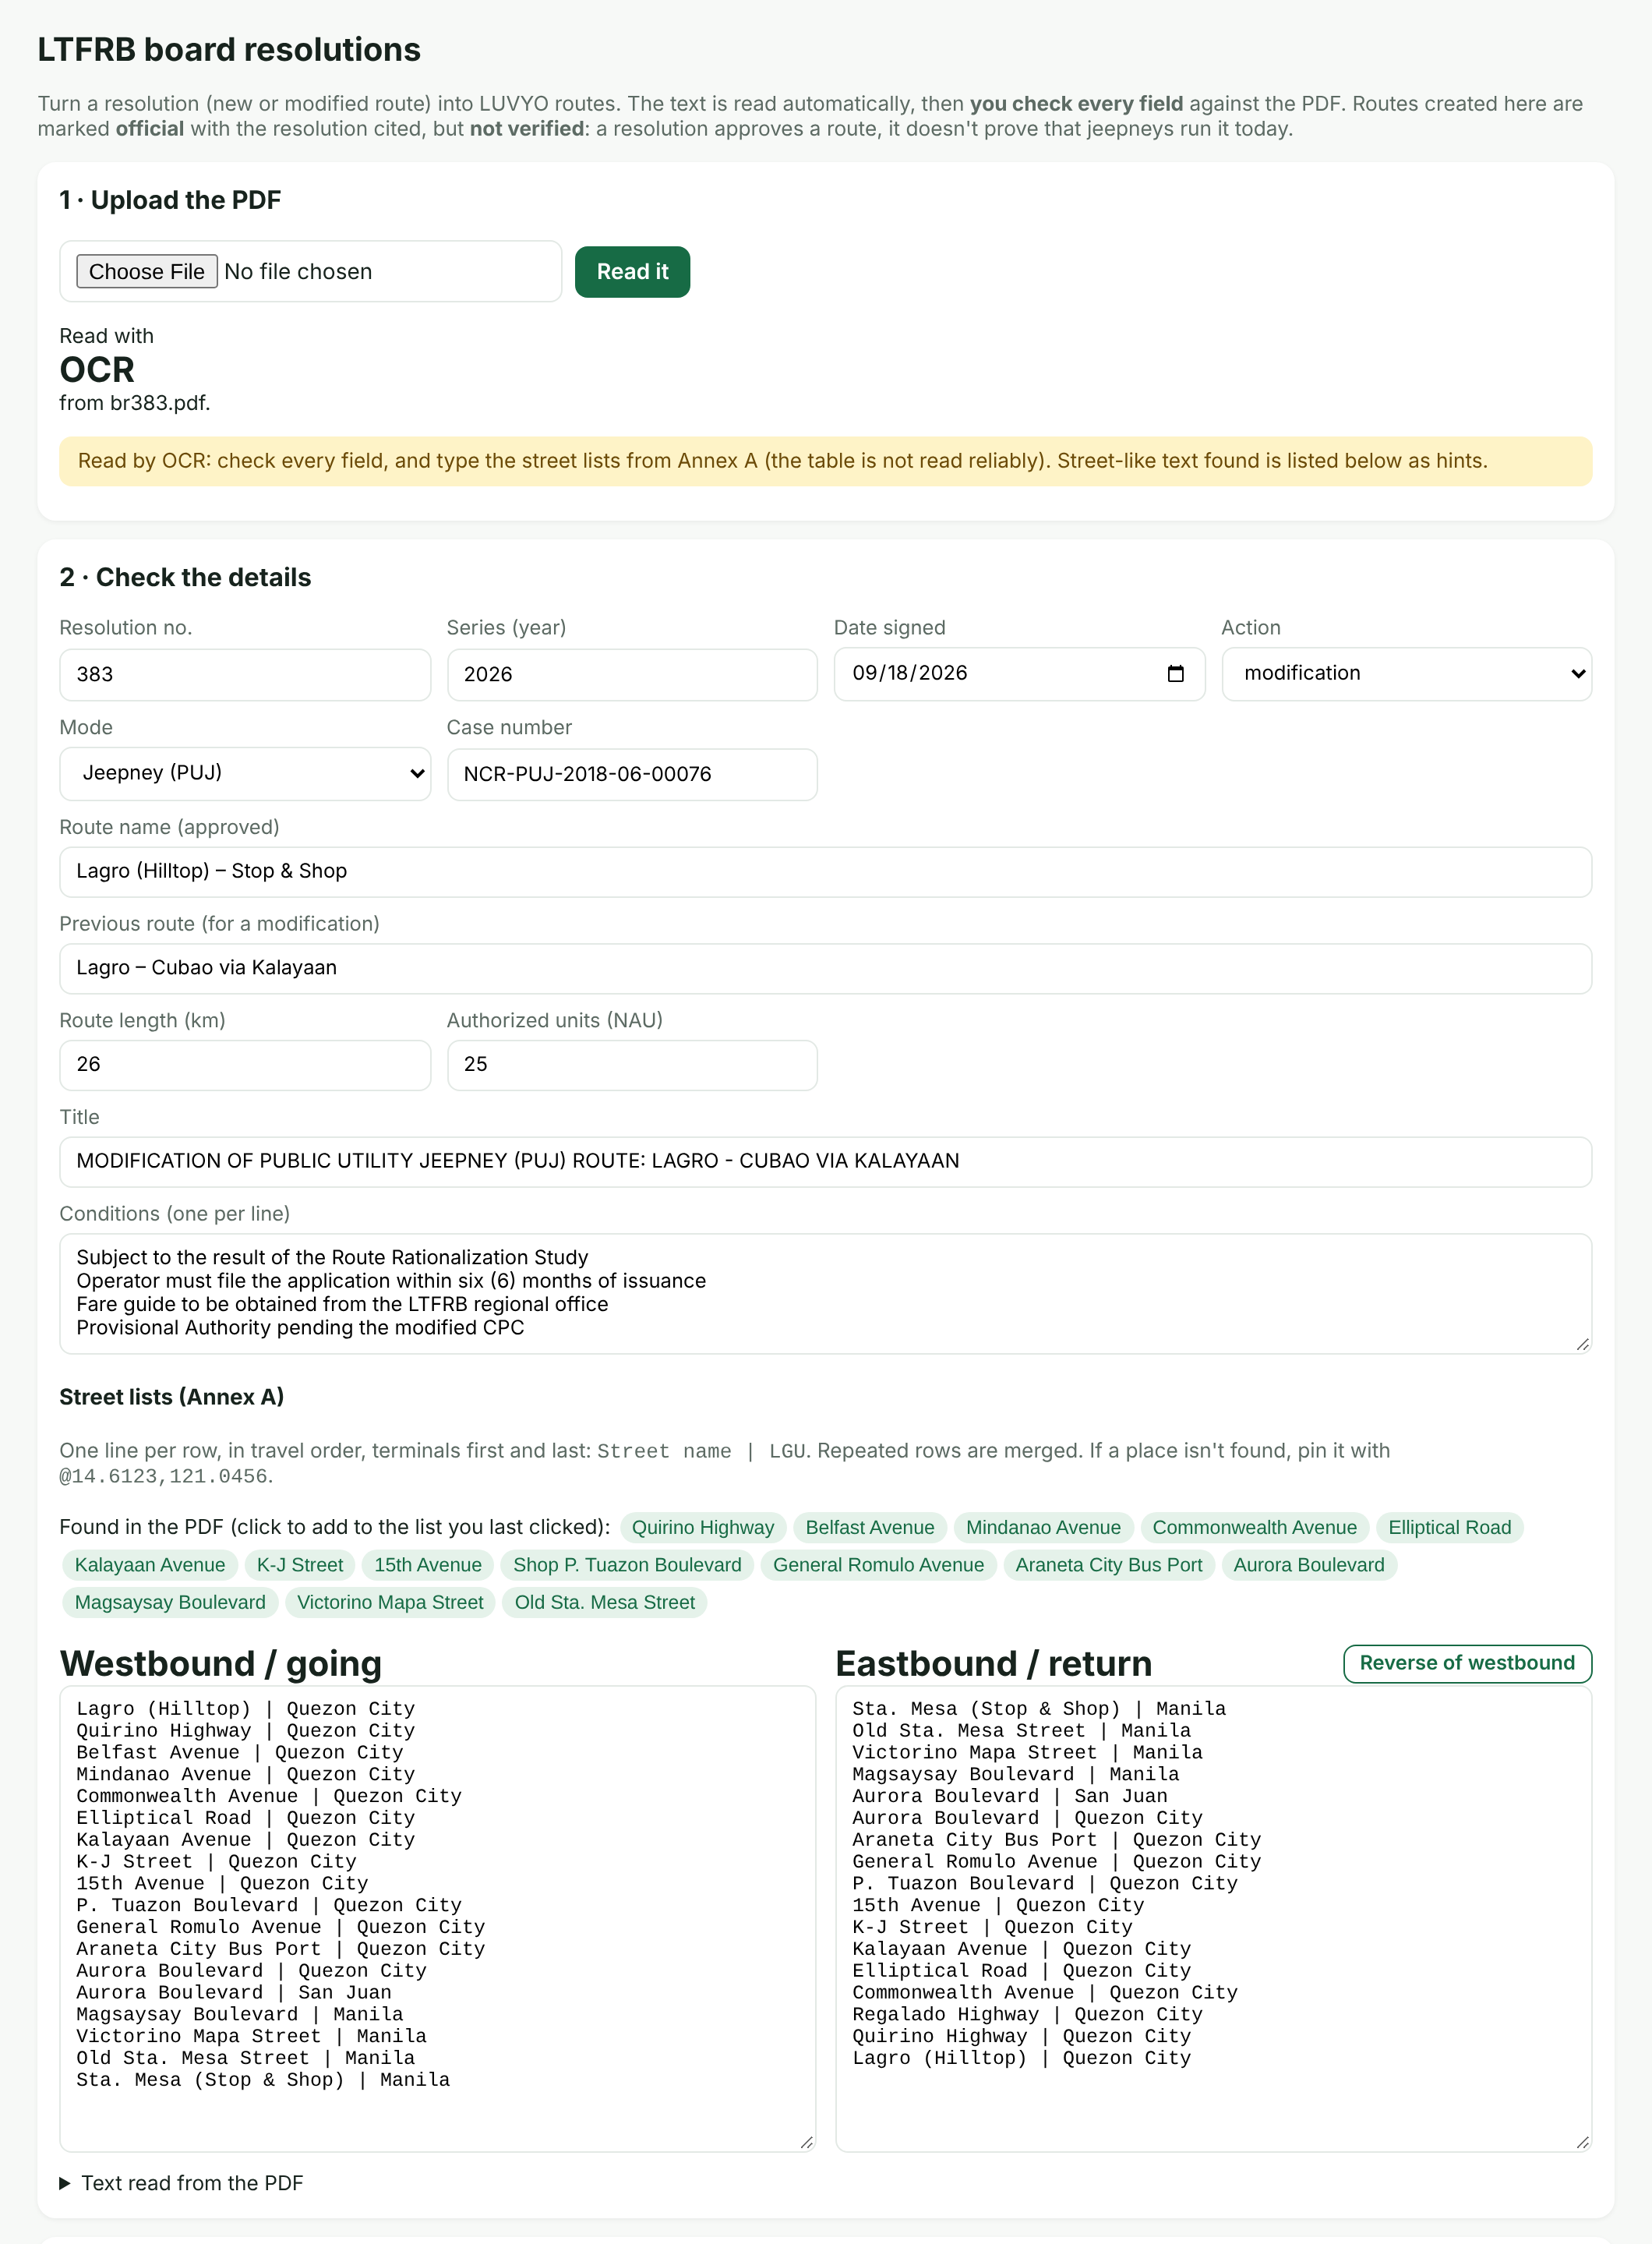 LTFRB board resolutions
Turn a resolution (new or modified route) into LUVYO routes. The text is read automatically, then you check every field against the PDF. Routes created here are
marked official with the resolution cited, but not verified: a resolution approves a route, it doesn't prove that jeepneys run it today.
1 · Upload the PDF
Choose File No file chosen
Read it
Read with
OCR
from br383.pdf.
Read by OCR: check every field, and type the street lists from Annex A (the table is not read reliably). Street-like text found is listed below as hints.
2 · Check the details
Resolution no. Series (year) Date signed Action
383 2026 09/18/2026 modification
Mode Case number
Jeepney (PUJ) NCR-PUJ-2018-06-00076
Route name (approved)
Lagro (Hilltop) – Stop & Shop
Previous route (for a modification)
Lagro – Cubao via Kalayaan
Route length (km) Authorized units (NAU)
26 25
Title
MODIFICATION OF PUBLIC UTILITY JEEPNEY (PUJ) ROUTE: LAGRO - CUBAO VIA KALAYAAN
Conditions (one per line)
Subject to the result of the Route Rationalization Study
Operator must file the application within six (6) months of issuance
Fare guide to be obtained from the LTFRB regional office
Provisional Authority pending the modified CPC
Street lists (Annex A)
One line per row, in travel order, terminals first and last: Street name | LGU. Repeated rows are merged. If a place isn't found, pin it with
@14.6123,121.0456.
Found in the PDF (click to add to the list you last clicked): Quirino Highway Belfast Avenue Mindanao Avenue Commonwealth Avenue Elliptical Road
Kalayaan Avenue K-J Street 15th Avenue Shop P. Tuazon Boulevard General Romulo Avenue Araneta City Bus Port Aurora Boulevard
Magsaysay Boulevard Victorino Mapa Street Old Sta. Mesa Street
Westbound / going
Lagro (Hilltop) | Quezon City
Quirino Highway | Quezon City
Belfast Avenue | Quezon City
Mindanao Avenue | Quezon City
Commonwealth Avenue | Quezon City
Elliptical Road | Quezon City
Kalayaan Avenue | Quezon City
K-J Street | Quezon City
15th Avenue | Quezon City
P. Tuazon Boulevard | Quezon City
General Romulo Avenue | Quezon City
Araneta City Bus Port | Quezon City
Aurora Boulevard | Quezon City
Aurora Boulevard | San Juan
Magsaysay Boulevard | Manila
Victorino Mapa Street | Manila
Old Sta. Mesa Street | Manila
Sta. Mesa (Stop & Shop) | Manila
Eastbound / return
Reverse of westbound
Sta. Mesa (Stop & Shop) | Manila
Old Sta. Mesa Street | Manila
Victorino Mapa Street | Manila
Magsaysay Boulevard | Manila
Aurora Boulevard | San Juan
Aurora Boulevard | Quezon City
Araneta City Bus Port | Quezon City
General Romulo Avenue | Quezon City
P. Tuazon Boulevard | Quezon City
15th Avenue | Quezon City
K-J Street | Quezon City
Kalayaan Avenue | Quezon City
Elliptical Road | Quezon City
Commonwealth Avenue | Quezon City
Regalado Highway | Quezon City
Quirino Highway | Quezon City
Lagro (Hilltop) | Quezon City
Text read from the PDF